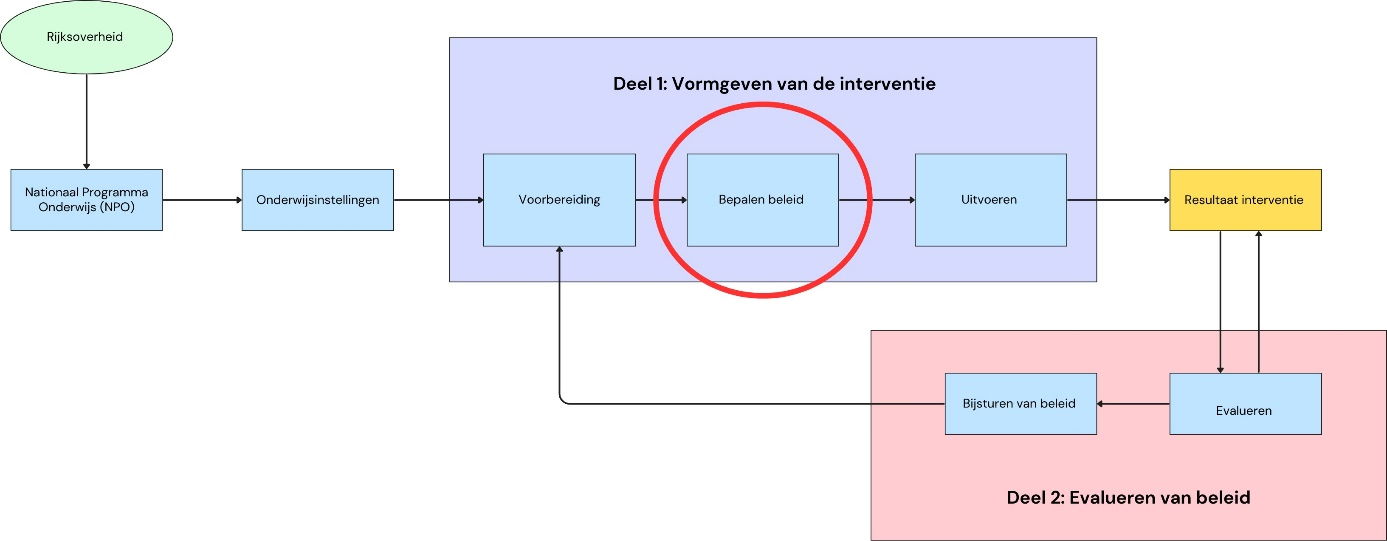 Rijksoverheid
Deel 1: Vormgeven van de interventie
Nationaal Programma
Onderwijs (NPO)
Onderwijsinstellingen
Voorbereiding
Bepalen beleid
Uitvoeren
Resultaat interventie
Bijsturen van beleid
Evalueren
Deel 2: Evalueren van beleid